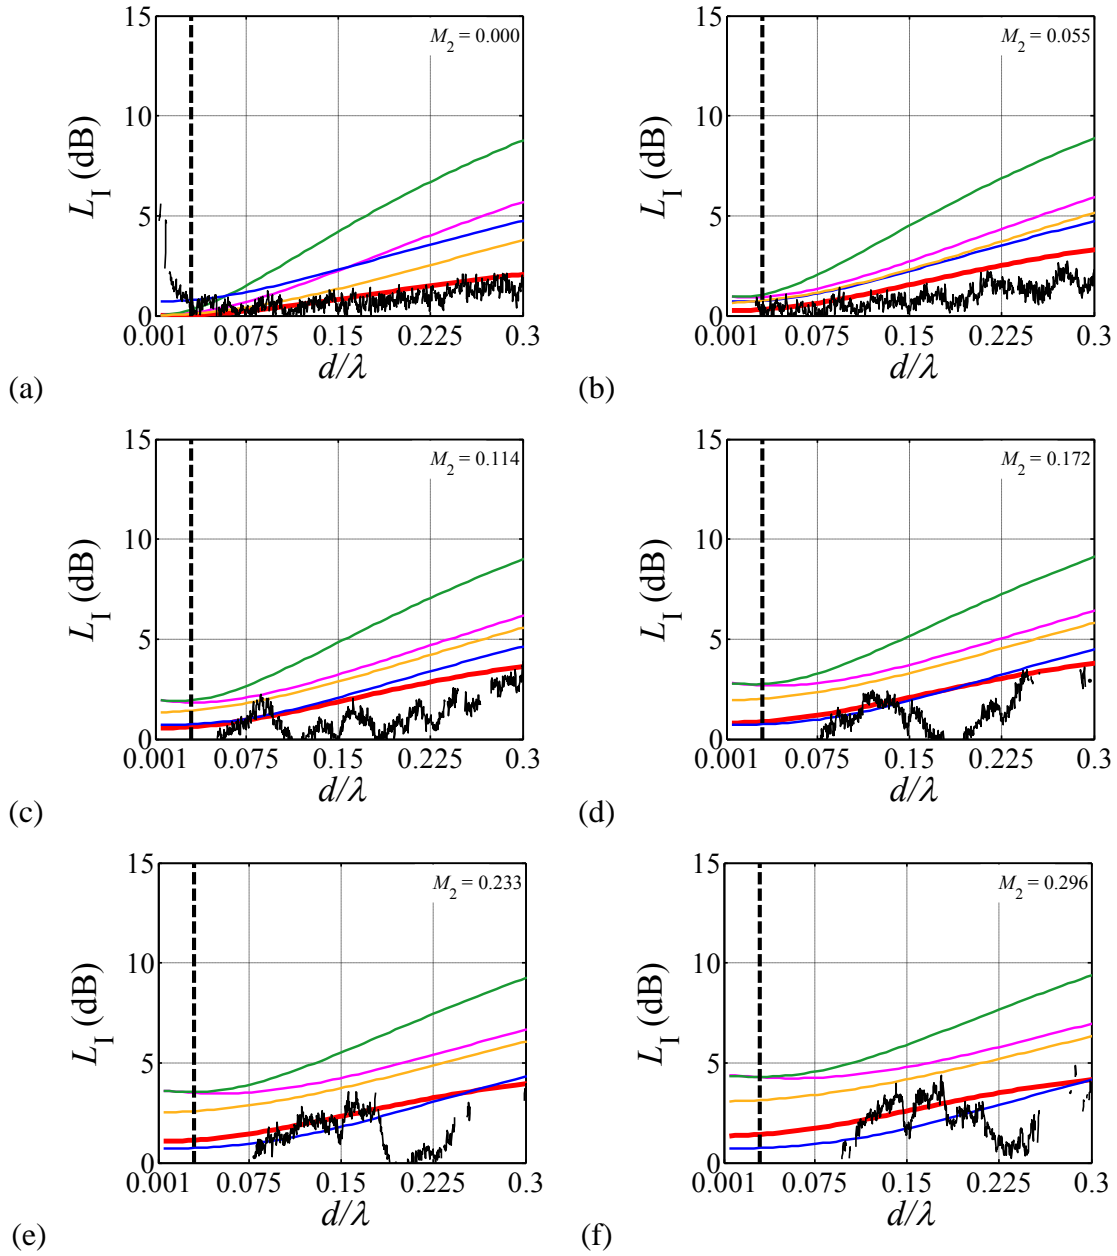 15
10
5
0
L_I (dB)
M_2 = 0.000
0.001 0.075 0.15 0.225 0.3
d/λ
(a)
15
10
5
0
L_I (dB)
M_2 = 0.055
0.001 0.075 0.15 0.225 0.3
d/λ
(b)
15
10
5
0
L_I (dB)
M_2 = 0.114
0.001 0.075 0.15 0.225 0.3
d/λ
(c)
15
10
5
0
L_I (dB)
M_2 = 0.172
0.001 0.075 0.15 0.225 0.3
d/λ
(d)
15
10
5
0
L_I (dB)
M_2 = 0.233
0.001 0.075 0.15 0.225 0.3
d/λ
(e)
15
10
5
0
L_I (dB)
M_2 = 0.296
0.001 0.075 0.15 0.225 0.3
d/λ
(f)